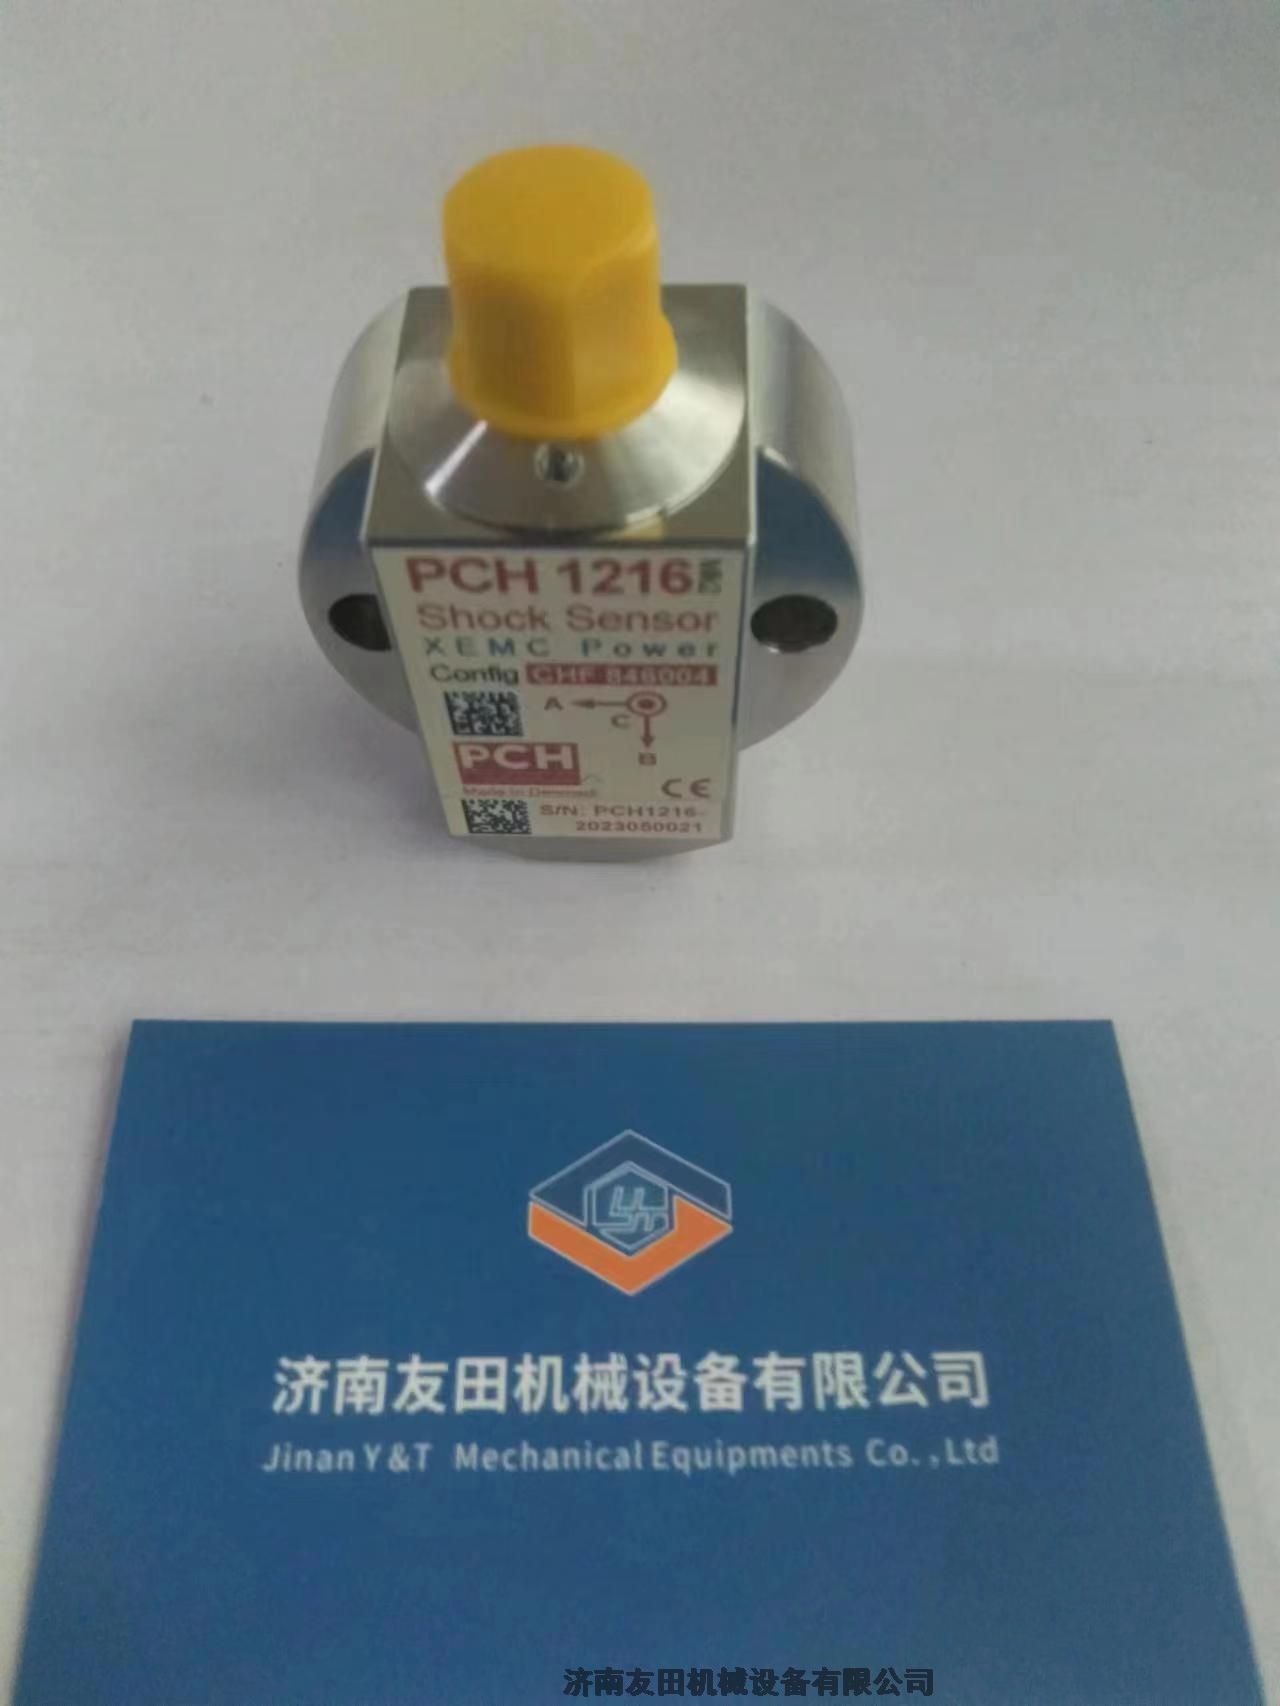 PCH 1216
Shock Sensor
XEMC Power
Config CHF 846004
A
C
B
PCH
Made in Denmark
CE
S/N: PCH1216-
2023050021
济南友田机械设备有限公司
Jinan Y&T Mechanical Equipments Co.,Ltd
济南友田机械设备有限公司